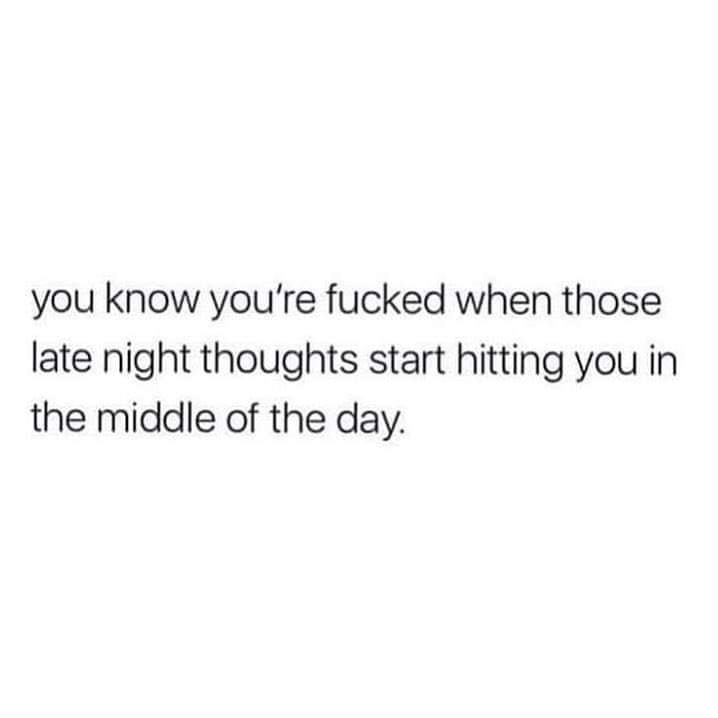 you know you're fucked when those
late night thoughts start hitting you in
the middle of the day.